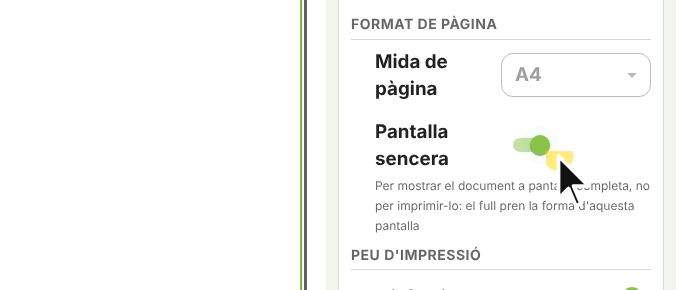 FORMAT DE PÀGINA
Mida de
pàgina
A4
Pantalla
sencera
Per mostrar el document a completa, no
per imprimir-lo: el full pren la forma d'aquesta
pantalla
PEU D'IMPRESSIÓ